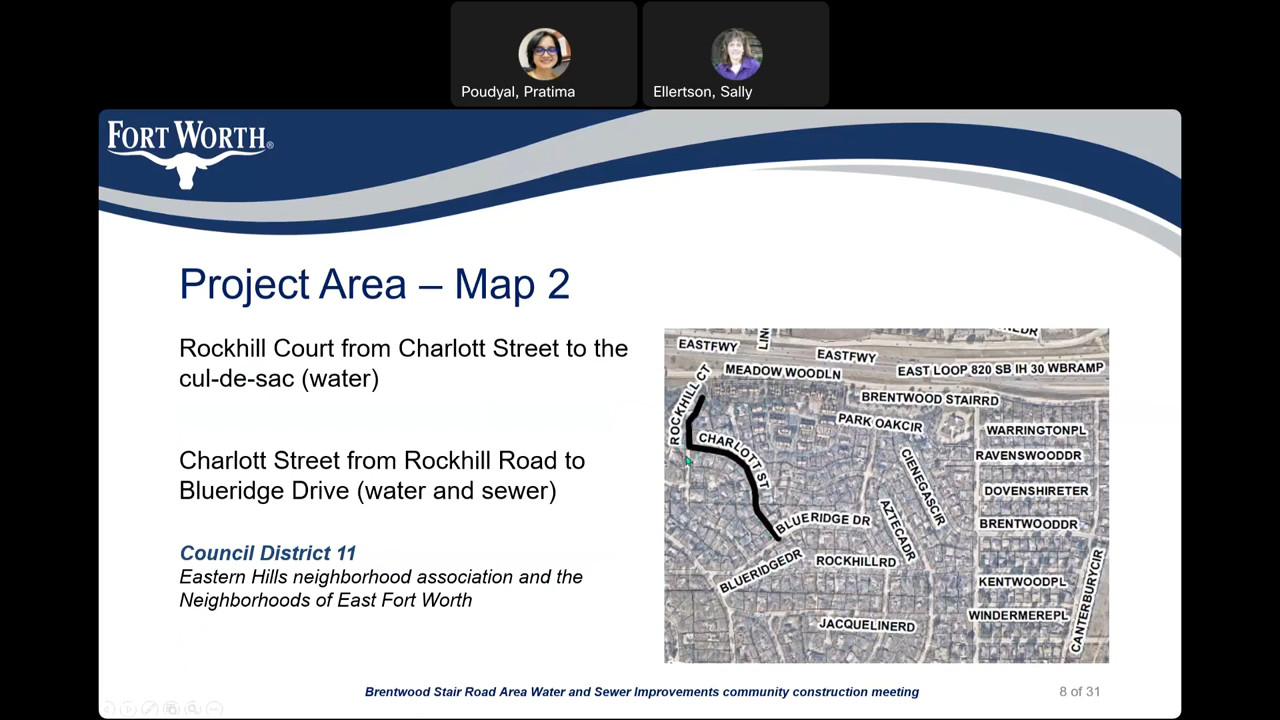 Poudyal, Pratima
Ellertson, Sally
FORT WORTH®
Project Area – Map 2
Rockhill Court from Charlott Street to the
cul-de-sac (water)
Charlott Street from Rockhill Road to
Blueridge Drive (water and sewer)
Council District 11
Eastern Hills neighborhood association and the
Neighborhoods of East Fort Worth
EASTFWY
EASTFWY
MEADOW WOODLN
EAST LOOP 820 SB IH 30 WBRAMP
ROCKHILL CT
BRENTWOOD STAIRRD
PARK OAKCIR
WARRINGTONPL
CHARLOTT ST
RAVENSWOODDR
CIENEGASCIR
DOVENSHIRETER
BLUERIDGE DR
AZTECADR
BRENTWOODDR
BLUERIDGEDR
ROCKHILLRD
KENTWOODPL
CANTERBURYCIR
WINDERMEREPL
JACQUELINERD
Brentwood Stair Road Area Water and Sewer Improvements community construction meeting
8 of 31